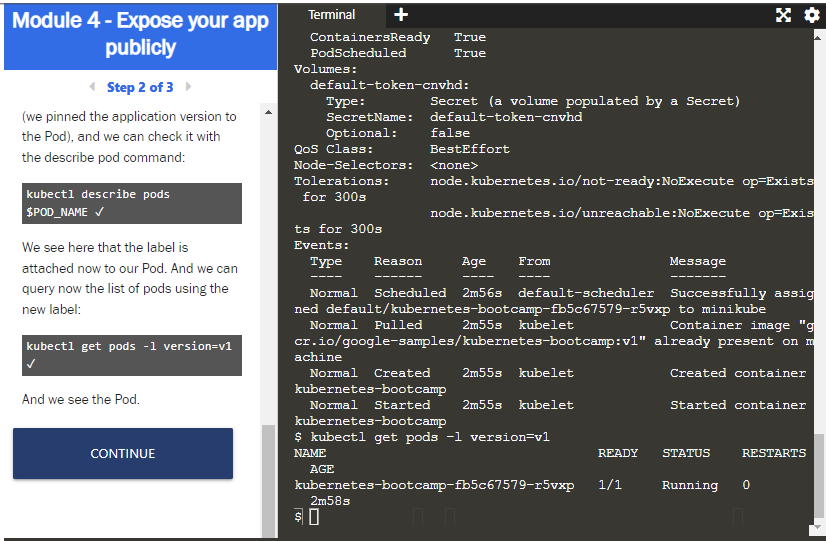 Module 4 - Expose your app
publicly
Step 2 of 3
(we pinned the application version to
the Pod), and we can check it with
the describe pod command:
kubectl describe pods
$POD_NAME ✓
We see here that the label is
attached now to our Pod. And we can
query now the list of pods using the
new label:
kubectl get pods -l version=v1
✓
And we see the Pod.
CONTINUE
Terminal +
ContainersReady True
PodScheduled True
Volumes:
default-token-cnvhd:
Type: Secret (a volume populated by a Secret)
SecretName: default-token-cnvhd
Optional: false
QoS Class: BestEffort
Node-Selectors: <none>
Tolerations: node.kubernetes.io/not-ready:NoExecute op=Exists
for 300s
node.kubernetes.io/unreachable:NoExecute op=Exis
ts for 300s
Events:
Type Reason Age From Message
---- ------ ---- ---- -------
Normal Scheduled 2m56s default-scheduler Successfully assig
ned default/kubernetes-bootcamp-fb5c67579-r5vxp to minikube
Normal Pulled 2m55s kubelet Container image "g
cr.io/google-samples/kubernetes-bootcamp:v1" already present on m
achine
Normal Created 2m55s kubelet Created container
kubernetes-bootcamp
Normal Started 2m55s kubelet Started container
kubernetes-bootcamp
$ kubectl get pods -l version=v1
NAME READY STATUS RESTARTS
AGE
kubernetes-bootcamp-fb5c67579-r5vxp 1/1 Running 0
2m58s
$